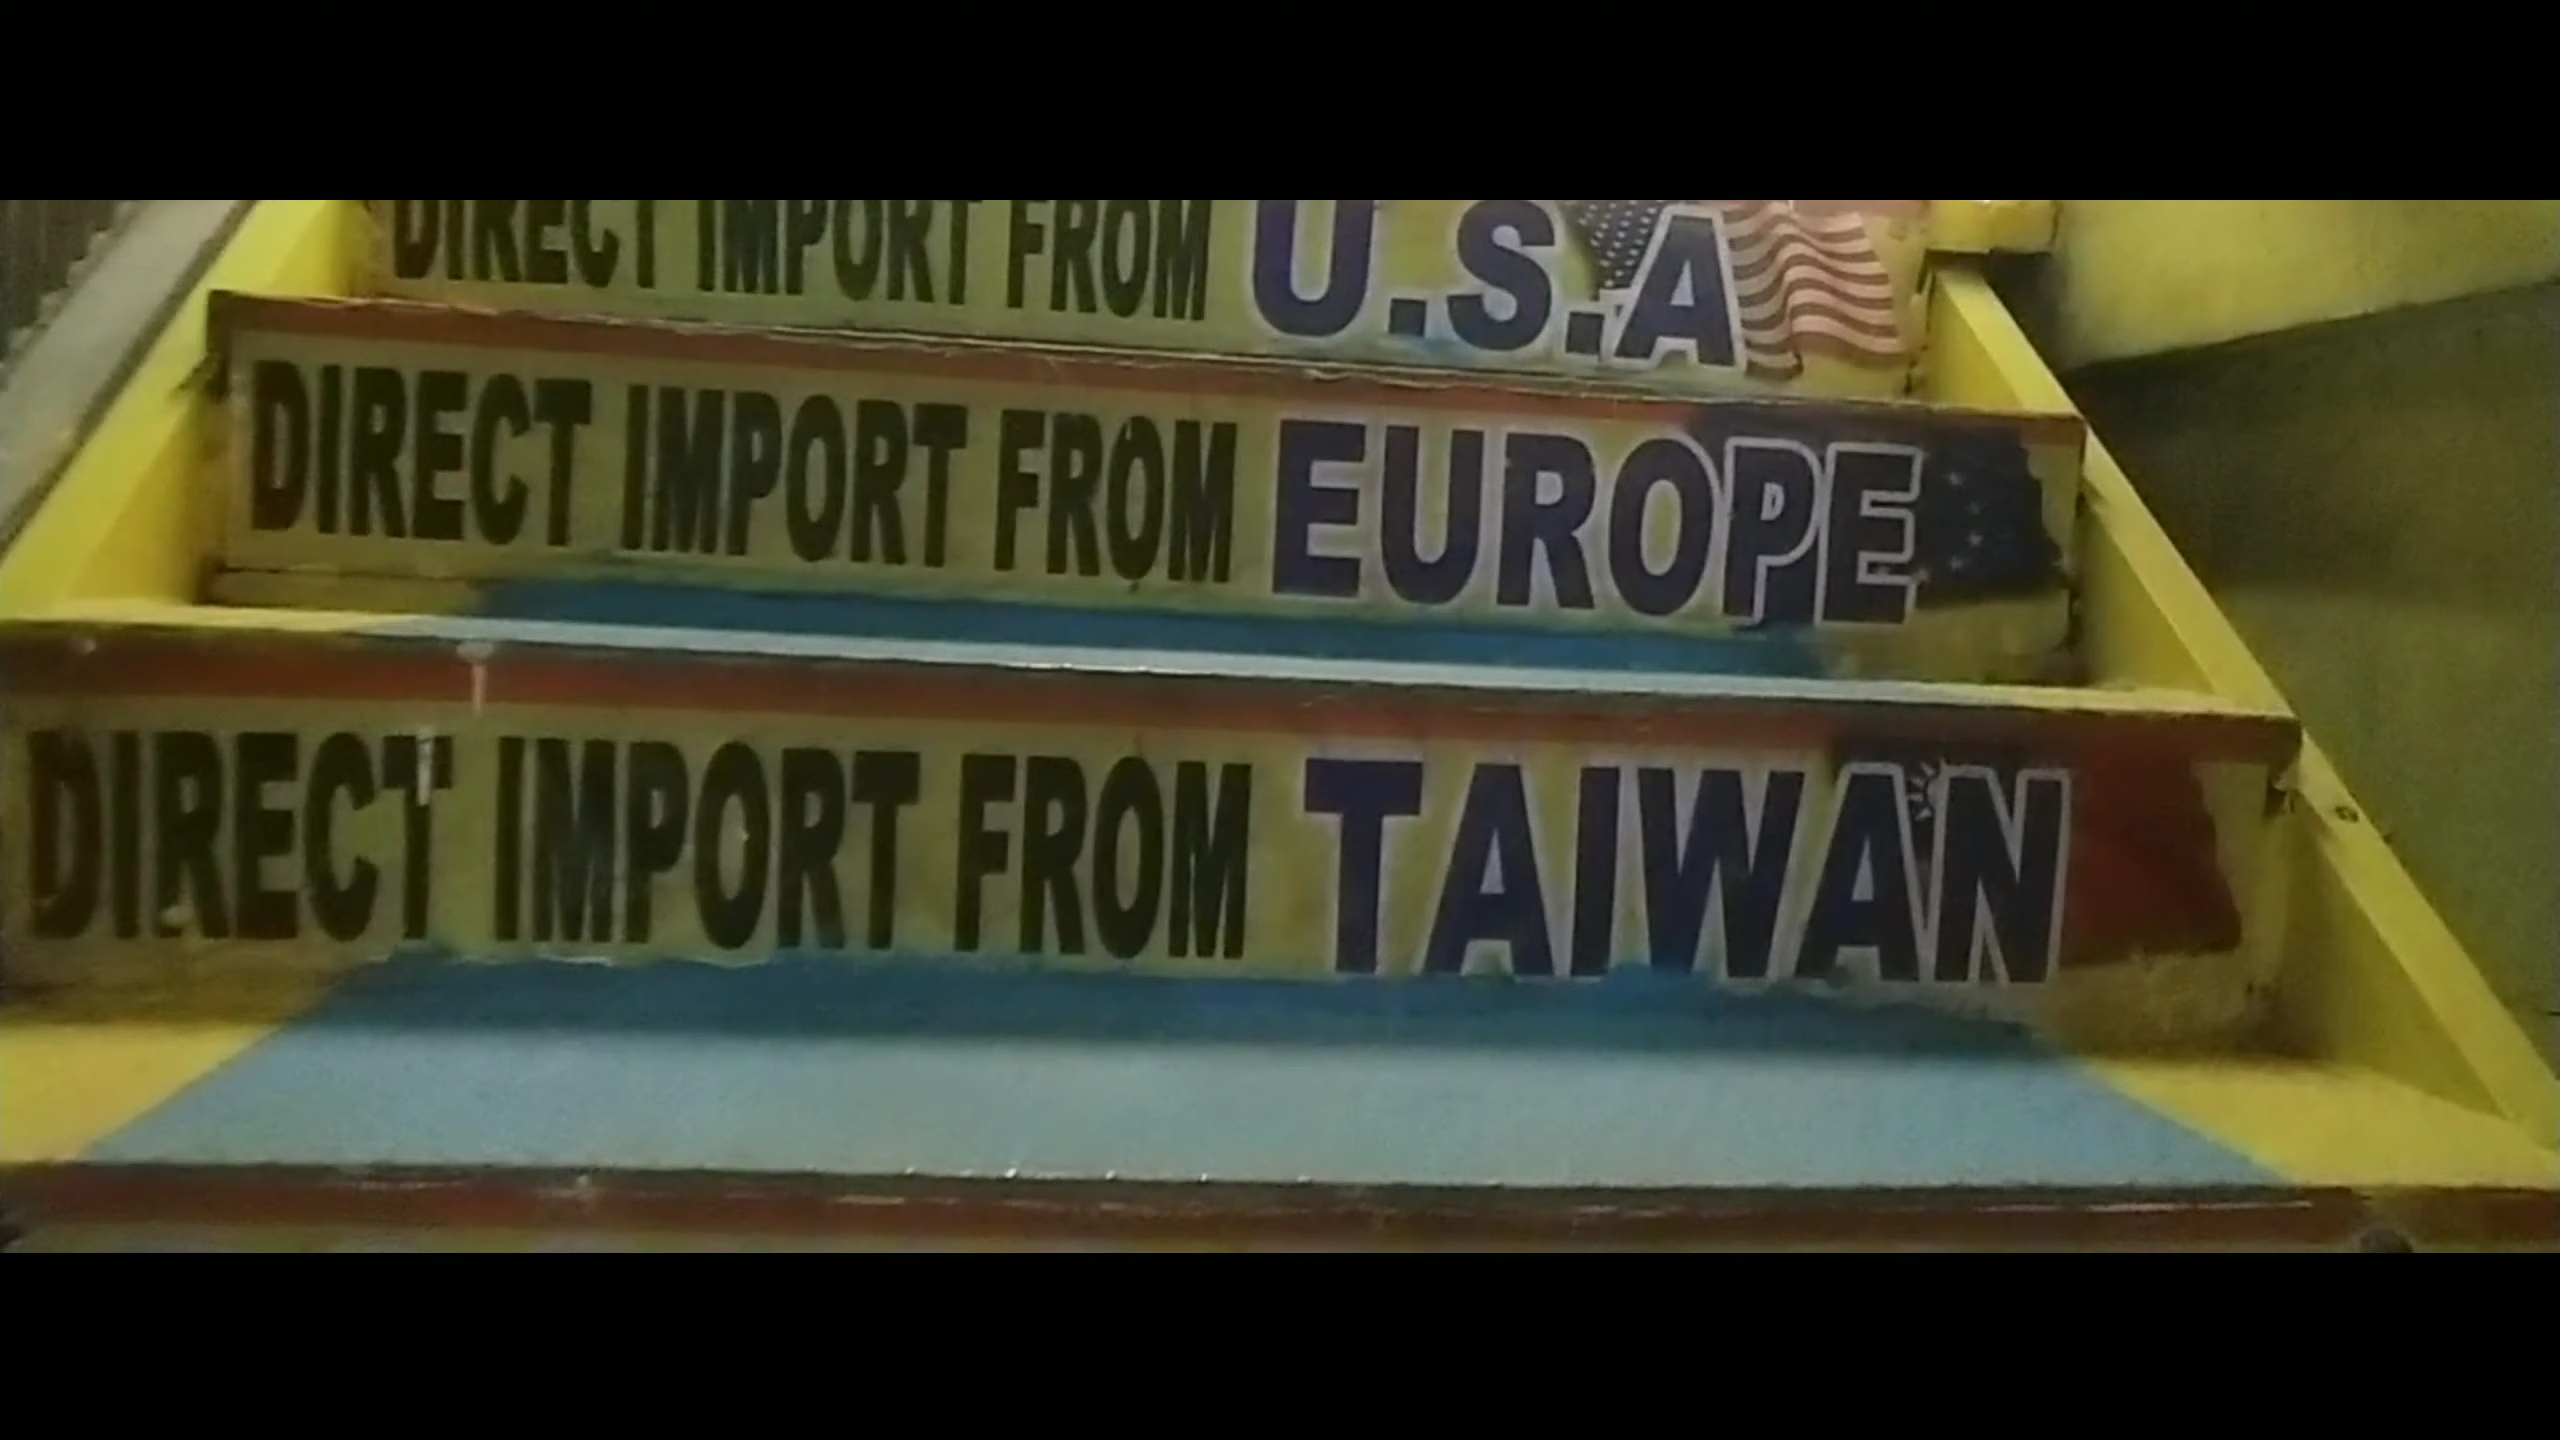 DIRECT IMPORT FROM U.S.A
DIRECT IMPORT FROM EUROPE
DIRECT IMPORT FROM TAIWAN